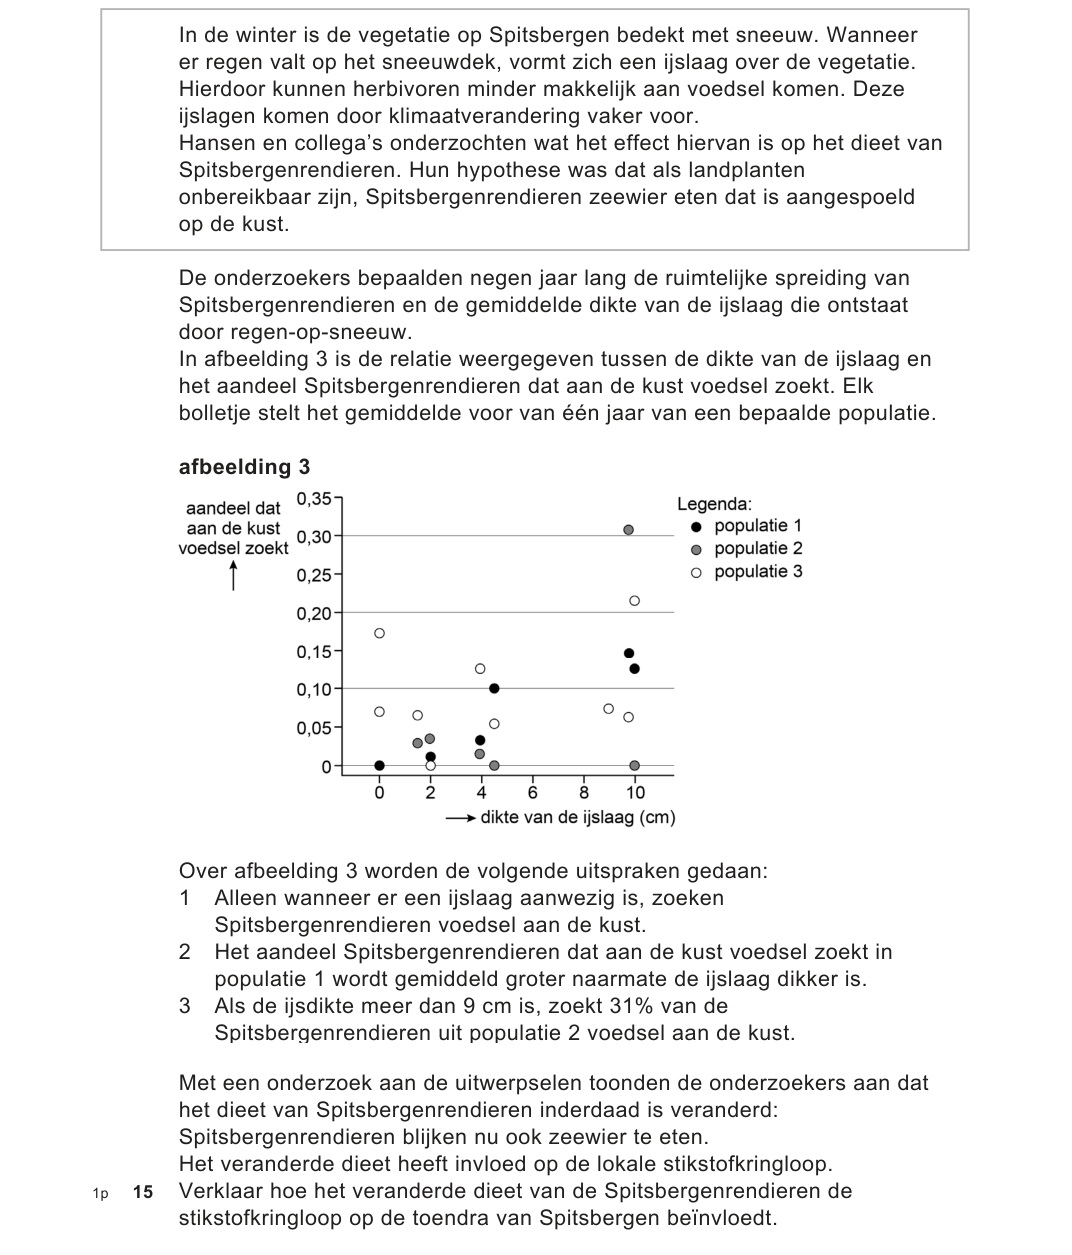 In de winter is de vegetatie op Spitsbergen bedekt met sneeuw. Wanneer
er regen valt op het sneeuwdek, vormt zich een ijslaag over de vegetatie.
Hierdoor kunnen herbivoren minder makkelijk aan voedsel komen. Deze
ijslagen komen door klimaatverandering vaker voor.
Hansen en collega's onderzochten wat het effect hiervan is op het dieet van
Spitsbergenrendieren. Hun hypothese was dat als landplanten
onbereikbaar zijn, Spitsbergenrendieren zeewier eten dat is aangespoeld
op de kust.
De onderzoekers bepaalden negen jaar lang de ruimtelijke spreiding van
Spitsbergenrendieren en de gemiddelde dikte van de ijslaag die ontstaat
door regen-op-sneeuw.
In afbeelding 3 is de relatie weergegeven tussen de dikte van de ijslaag en
het aandeel Spitsbergenrendieren dat aan de kust voedsel zoekt. Elk
bolletje stelt het gemiddelde voor van één jaar van een bepaalde populatie.
afbeelding 3
aandeel dat
aan de kust
voedsel zoekt
0,35
0,30
0,25
0,20
0,15
0,10
0,05
0
0 2 4 6 8 10
dikte van de ijslaag (cm)
Legenda:
populatie 1
populatie 2
populatie 3
Over afbeelding 3 worden de volgende uitspraken gedaan:
1 Alleen wanneer er een ijslaag aanwezig is, zoeken
Spitsbergenrendieren voedsel aan de kust.
2 Het aandeel Spitsbergenrendieren dat aan de kust voedsel zoekt in
populatie 1 wordt gemiddeld groter naarmate de ijslaag dikker is.
3 Als de ijsdikte meer dan 9 cm is, zoekt 31% van de
Spitsbergenrendieren uit populatie 2 voedsel aan de kust.
Met een onderzoek aan de uitwerpselen toonden de onderzoekers aan dat
het dieet van Spitsbergenrendieren inderdaad is veranderd:
Spitsbergenrendieren blijken nu ook zeewier te eten.
Het veranderde dieet heeft invloed op de lokale stikstofkringloop.
1p 15 Verklaar hoe het veranderde dieet van de Spitsbergenrendieren de
stikstofkringloop op de toendra van Spitsbergen beïnvloedt.